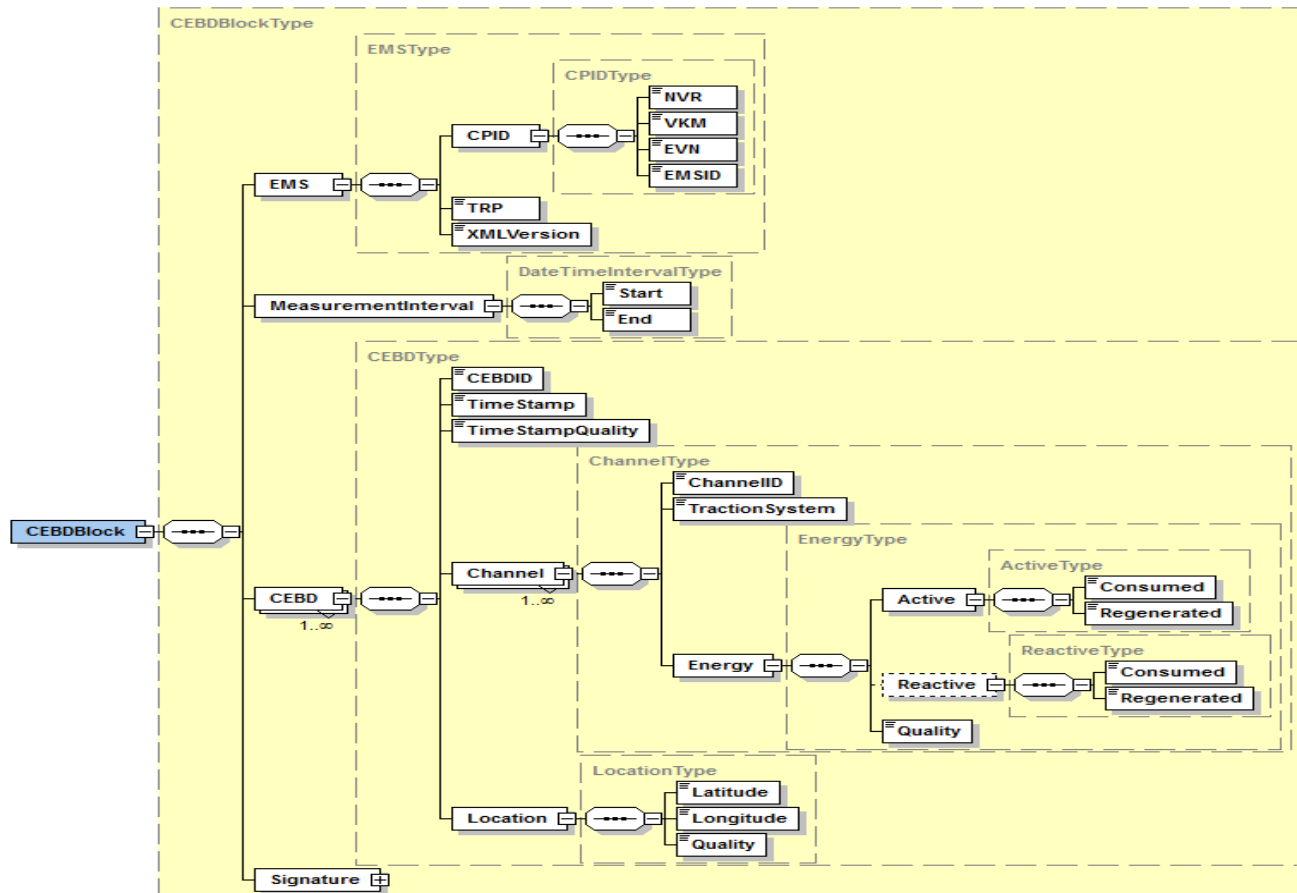 CEBDBlockType
EMSType
CPIDType
NVR
VKM
EVN
EMSID
CPID
EMS
TRP
XMLVersion
DateTimeIntervalType
Start
End
MeasurementInterval
CEBDType
CEBDID
TimeStamp
TimeStampQuality
ChannelType
ChannelID
TractionSystem
EnergyType
ActiveType
Consumed
Regenerated
Active
CEBDBlock
Channel
1..∞
CEBD
1..∞
ReactiveType
Consumed
Regenerated
Energy
Reactive
Quality
LocationType
Latitude
Longitude
Quality
Location
Signature